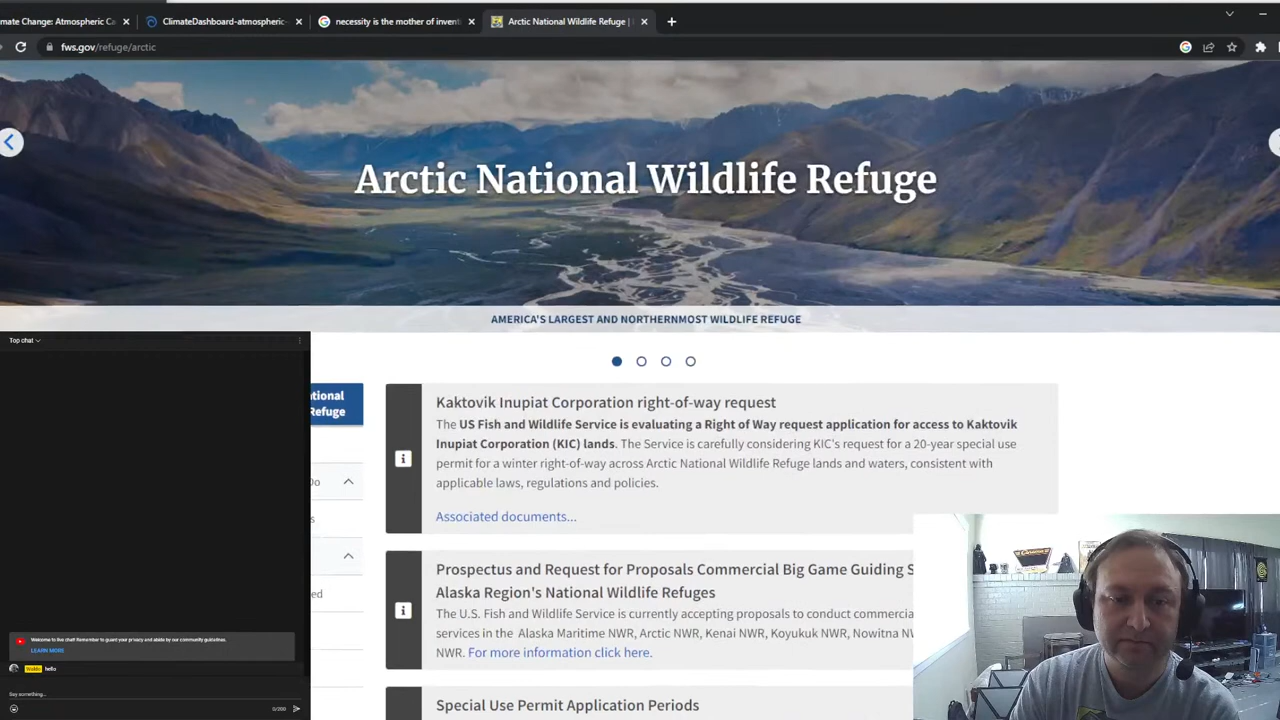 mate Change: Atmospheric Ca
ClimateDashboard-atmospheric-
necessity is the mother of invent
Arctic National Wildlife Refuge |
fws.gov/refuge/arctic
Arctic National Wildlife Refuge
AMERICA'S LARGEST AND NORTHERNMOST WILDLIFE REFUGE
Top chat
tional
Refuge
Do
s
ed
Kaktovik Inupiat Corporation right-of-way request
The US Fish and Wildlife Service is evaluating a Right of Way request application for access to Kaktovik
Inupiat Corporation (KIC) lands. The Service is carefully considering KIC's request for a 20-year special use
permit for a winter right-of-way across Arctic National Wildlife Refuge lands and waters, consistent with
applicable laws, regulations and policies.
Associated documents...
Prospectus and Request for Proposals Commercial Big Game Guiding S
Alaska Region's National Wildlife Refuges
The U.S. Fish and Wildlife Service is currently accepting proposals to conduct commercia
services in the Alaska Maritime NWR, Arctic NWR, Kenai NWR, Koyukuk NWR, Nowitna NW
NWR. For more information click here.
Special Use Permit Application Periods
Welcome to live chat! Remember to guard your privacy and abide by our community guidelines.
LEARN MORE
hello
Say something...
0/200